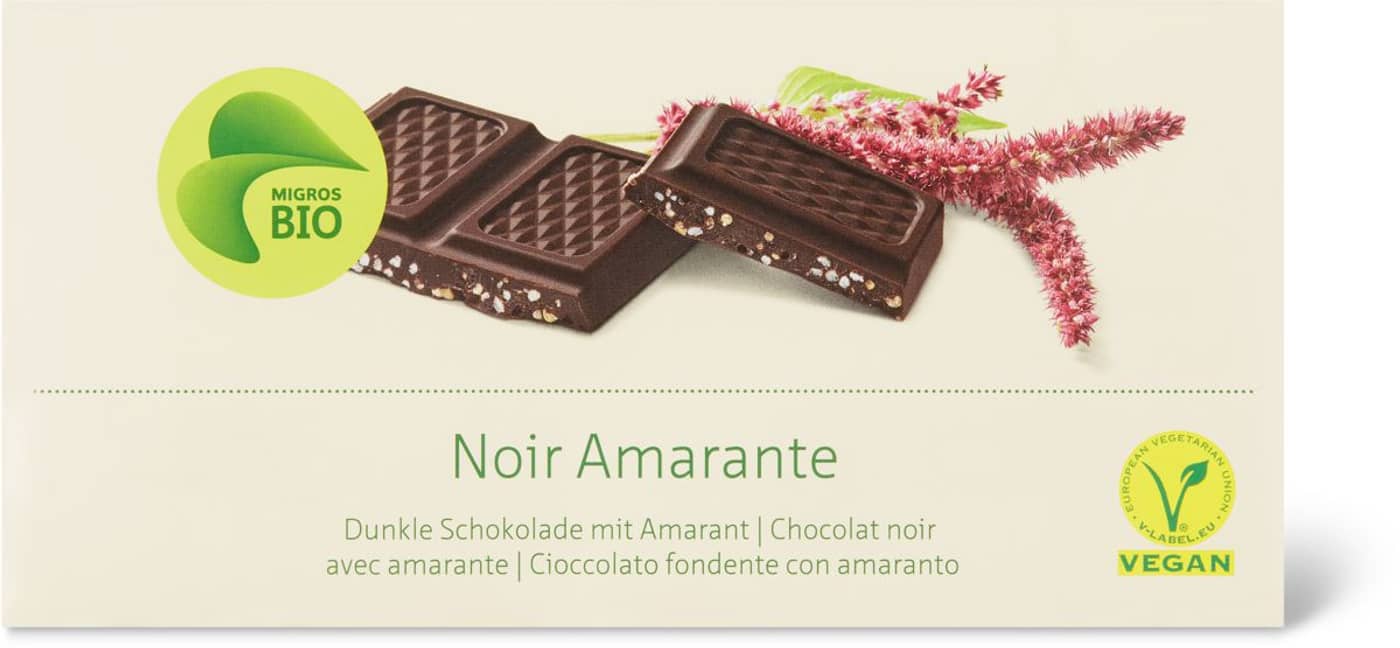 MIGROS
BIO
Noir Amarante
Dunkle Schokolade mit Amarant | Chocolat noir
avec amarante | Cioccolato fondente con amaranto
EUROPEAN VEGETARIAN UNION
• V-LABEL.EU •
®
VEGAN